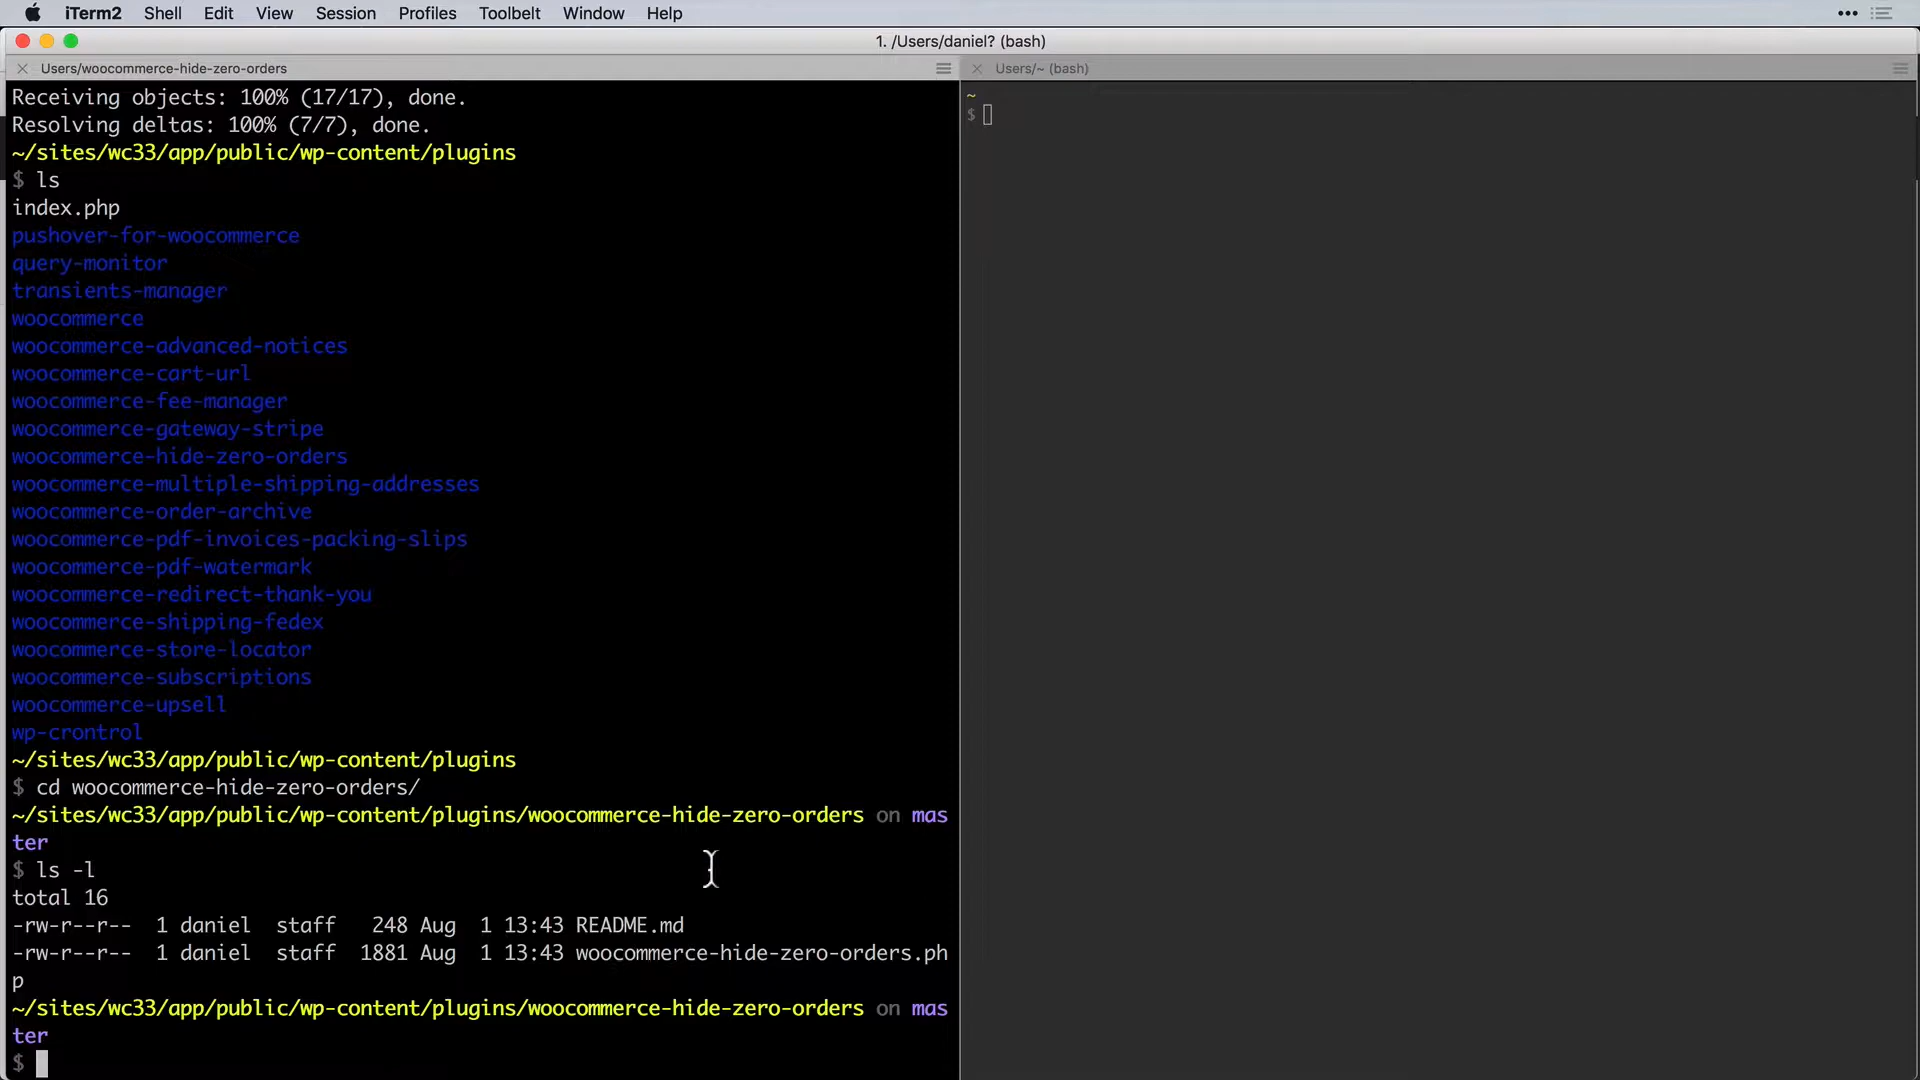 iTerm2 Shell Edit View Session Profiles Toolbelt Window Help
1. /Users/daniel? (bash)
Users/woocommerce-hide-zero-orders
Users/~ (bash)
Receiving objects: 100% (17/17), done.
Resolving deltas: 100% (7/7), done.
~/sites/wc33/app/public/wp-content/plugins
$ ls
index.php
pushover-for-woocommerce
query-monitor
transients-manager
woocommerce
woocommerce-advanced-notices
woocommerce-cart-url
woocommerce-fee-manager
woocommerce-gateway-stripe
woocommerce-hide-zero-orders
woocommerce-multiple-shipping-addresses
woocommerce-order-archive
woocommerce-pdf-invoices-packing-slips
woocommerce-pdf-watermark
woocommerce-redirect-thank-you
woocommerce-shipping-fedex
woocommerce-store-locator
woocommerce-subscriptions
woocommerce-upsell
wp-crontrol
~/sites/wc33/app/public/wp-content/plugins
$ cd woocommerce-hide-zero-orders/
~/sites/wc33/app/public/wp-content/plugins/woocommerce-hide-zero-orders on mas
ter
$ ls -l
total 16
-rw-r--r--  1 daniel  staff   248 Aug  1 13:43 README.md
-rw-r--r--  1 daniel  staff  1881 Aug  1 13:43 woocommerce-hide-zero-orders.ph
p
~/sites/wc33/app/public/wp-content/plugins/woocommerce-hide-zero-orders on mas
ter
$
~
$